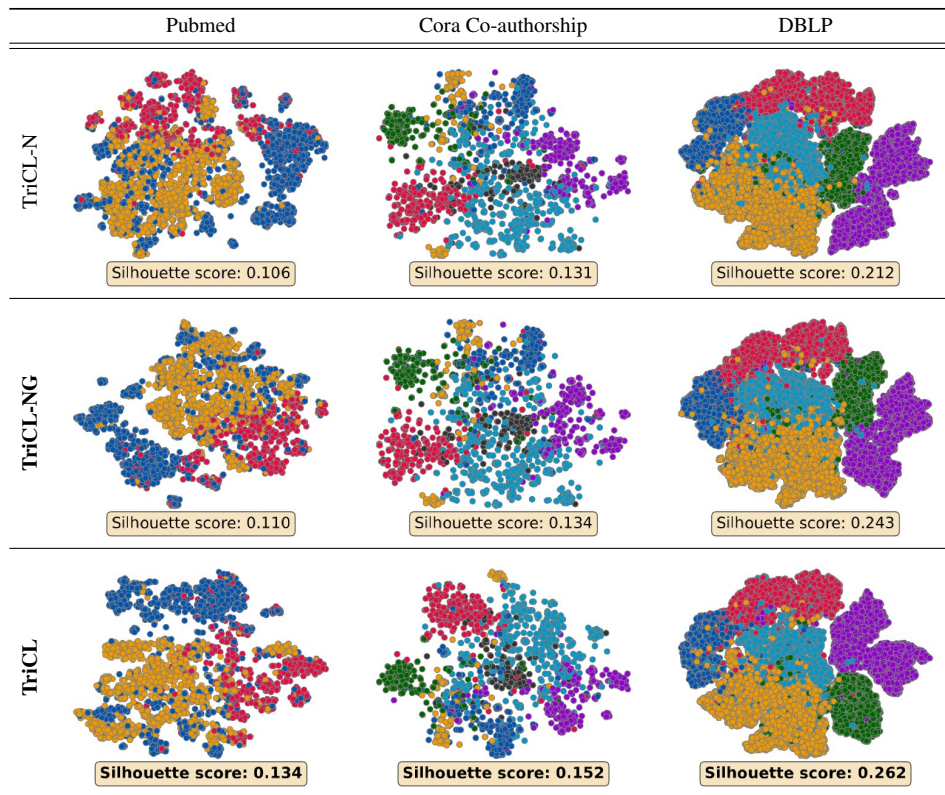 Pubmed Cora Co-authorship DBLP
TriCL-N
Silhouette score: 0.106 Silhouette score: 0.131 Silhouette score: 0.212
TriCL-NG
Silhouette score: 0.110 Silhouette score: 0.134 Silhouette score: 0.243
TriCL
Silhouette score: 0.134 Silhouette score: 0.152 Silhouette score: 0.262